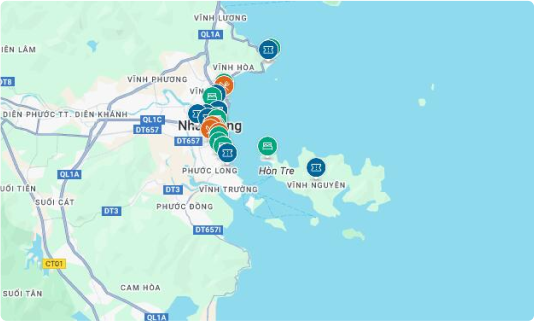 VĨNH LƯƠNG
QL1A
IÊN LÂM
VĨNH HÒA
VĨNH PHƯƠNG
DT8
VĨN
DIÊN PHƯỚC
TT. DIÊN KHÁNH
QL1C
DT657
Nha
ng
DT657
PHƯỚC LONG
Hòn Tre
VĨNH NGUYÊN
QL1A
UỐI TIÊN
DT3
VĨNH TRƯỜNG
SUỐI CÁT
DT3
PHƯỚC ĐỒNG
DT657I
CT01
CAM HÒA
SUỐI TÂN
QL1A